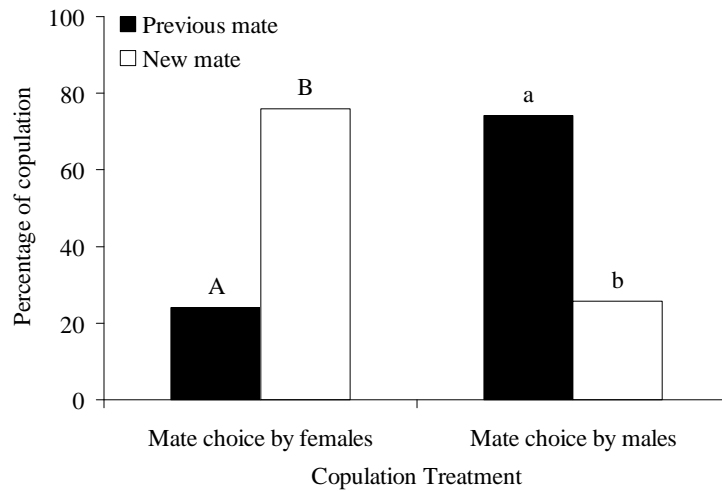 Percentage of copulation
100
80
60
40
20
0
Previous mate
New mate
A
B
a
b
Mate choice by females
Mate choice by males
Copulation Treatment